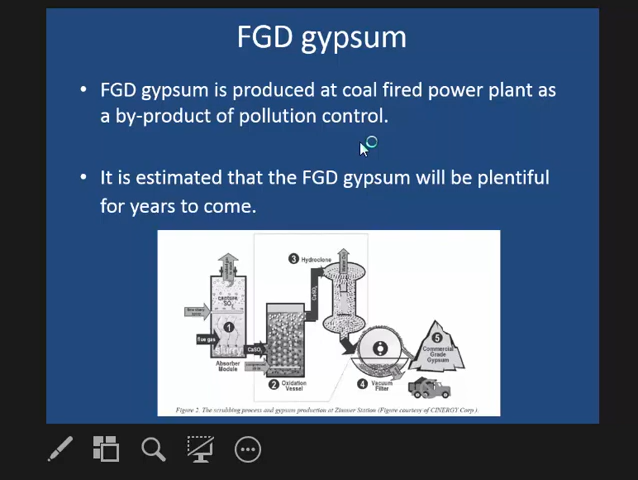 FGD gypsum
• FGD gypsum is produced at coal fired power plant as
a by-product of pollution control.
• It is estimated that the FGD gypsum will be plentiful
for years to come.
3 Hydroclone
capture
SO₂
1
flue gas
CaSO₃
CaSO₄
5
Commercial
Grade
Gypsum
Absorber
Module
2 Oxidation
Vessel
4 Vacuum
Filter
Figure 2. The scrubbing process and gypsum production at Zimmer Station (Figure courtesy of CINERGY Corp.)